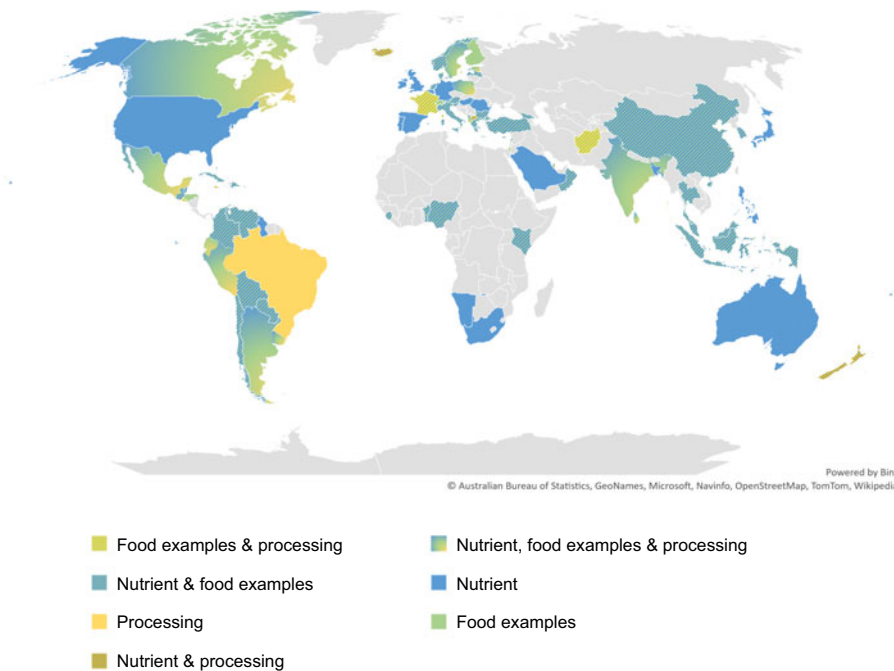 Powered by Bin
© Australian Bureau of Statistics, GeoNames, Microsoft, Navinfo, OpenStreetMap, TomTom, Wikipedia
Food examples & processing
Nutrient, food examples & processing
Nutrient & food examples
Nutrient
Processing
Food examples
Nutrient & processing